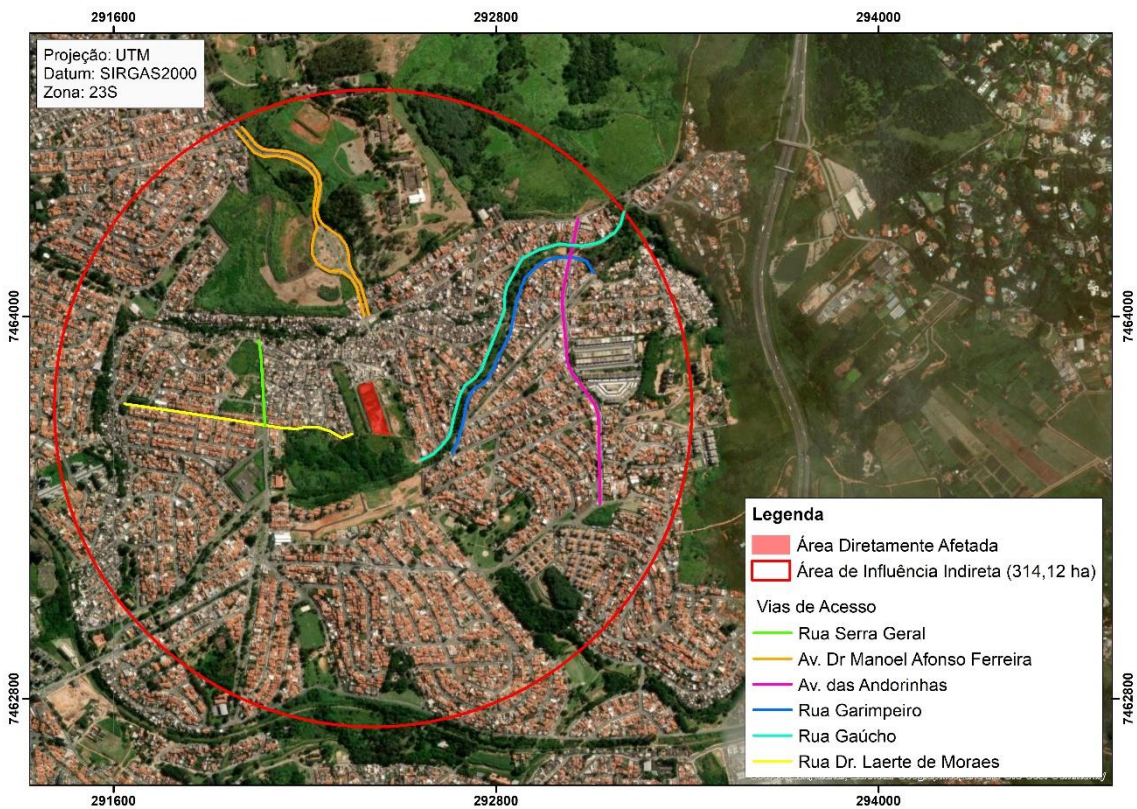 291600
292800
294000
Projeção: UTM
Datum: SIRGAS2000
Zona: 23S
7464000
7464000
Legenda
Área Diretamente Afetada
Área de Influência Indireta (314,12 ha)
Vias de Acesso
Rua Serra Geral
Av. Dr Manoel Afonso Ferreira
Av. das Andorinhas
Rua Garimpeiro
Rua Gaúcho
Rua Dr. Laerte de Moraes
7462800
7462800
291600
292800
294000